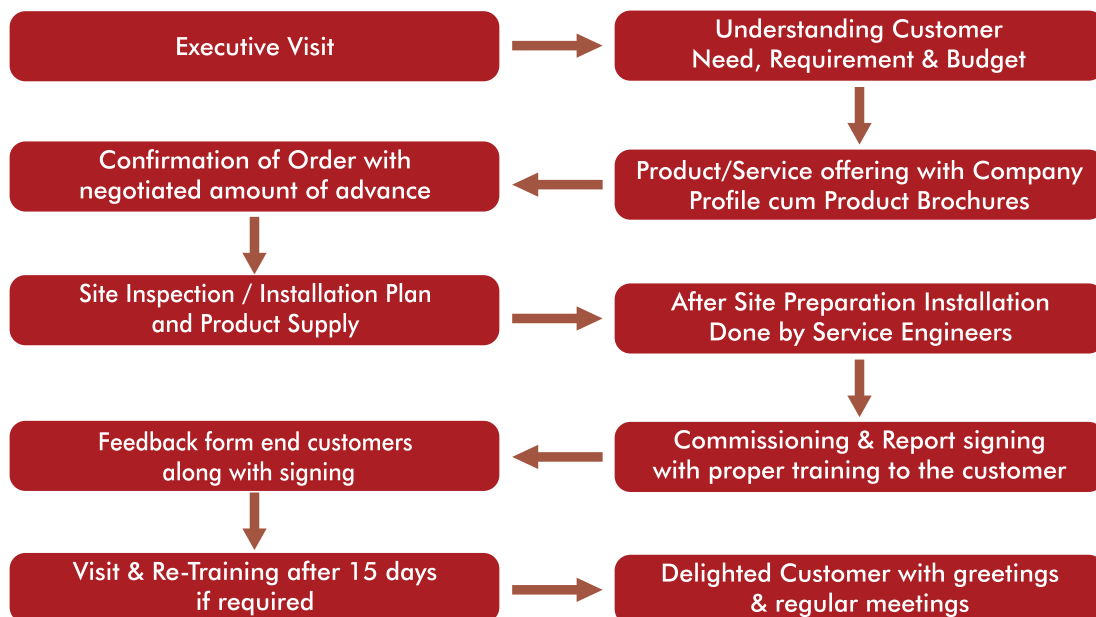 Executive Visit
Understanding Customer
Need, Requirement & Budget
Product/Service offering with Company
Profile cum Product Brochures
Confirmation of Order with
negotiated amount of advance
Site Inspection / Installation Plan
and Product Supply
After Site Preparation Installation
Done by Service Engineers
Commissioning & Report signing
with proper training to the customer
Feedback form end customers
along with signing
Visit & Re-Training after 15 days
if required
Delighted Customer with greetings
& regular meetings